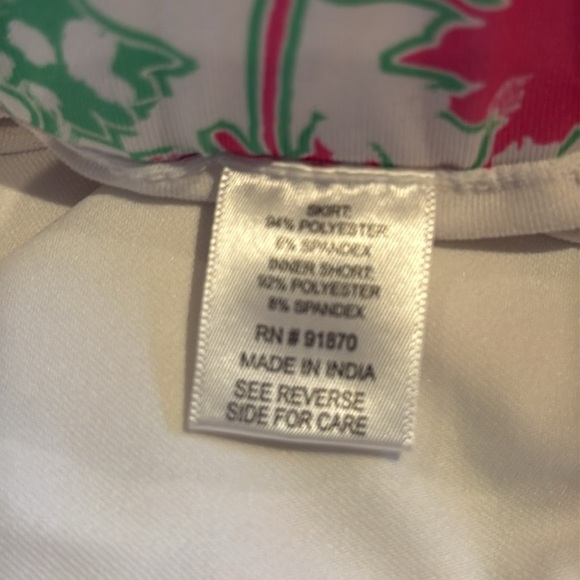 SKIRT:
94% POLYESTER
6% SPANDEX
INNER SHORT:
92% POLYESTER
8% SPANDEX
RN # 91870
MADE IN INDIA
SEE REVERSE
SIDE FOR CARE